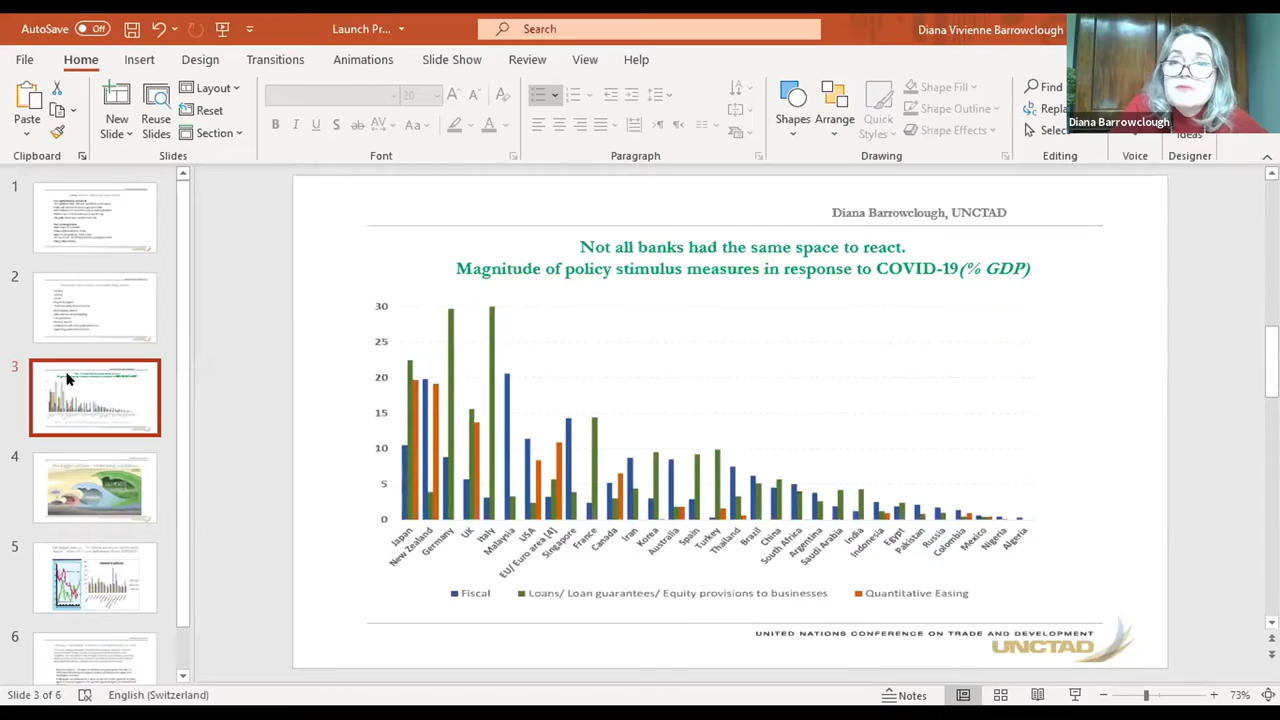 AutoSave Off
Launch Pr...
Search
Diana Vivienne Barrowclough
File Home Insert Design Transitions Animations Slide Show Review View Help
Paste
Clipboard
New Slide
Reuse Slides
Layout
Reset
Section
Slides
20
Font
Paragraph
Shapes
Arrange
Quick Styles
Shape Fill
Shape Outline
Shape Effects
Drawing
Find
Editing
Voice
Ideas
Designer
Diana Barrowclough
1
2
3
4
5
6
Diana Barrowclough, UNCTAD
Not all banks had the same space to react.
Magnitude of policy stimulus measures in response to COVID-19(% GDP)
30
25
20
15
10
5
0
Japan
New Zealand
Germany
UK
Italy
Malaysia
USA
EU/ Euro area [A]
Singapore
France
Canada
Iran
Korea
Australia
Spain
Turkey
Thailand
Brazil
China
South Africa
Argentina
Saudi Arabia
India
Indonesia
Egypt
Pakistan
Russia
Colombia
Mexico
Nigeria
Algeria
Fiscal Loans/ Loan guarantees/ Equity provisions to businesses Quantitative Easing
UNITED NATIONS CONFERENCE ON TRADE AND DEVELOPMENT
UNCTAD
Slide 3 of 6 English (Switzerland) Notes 73%